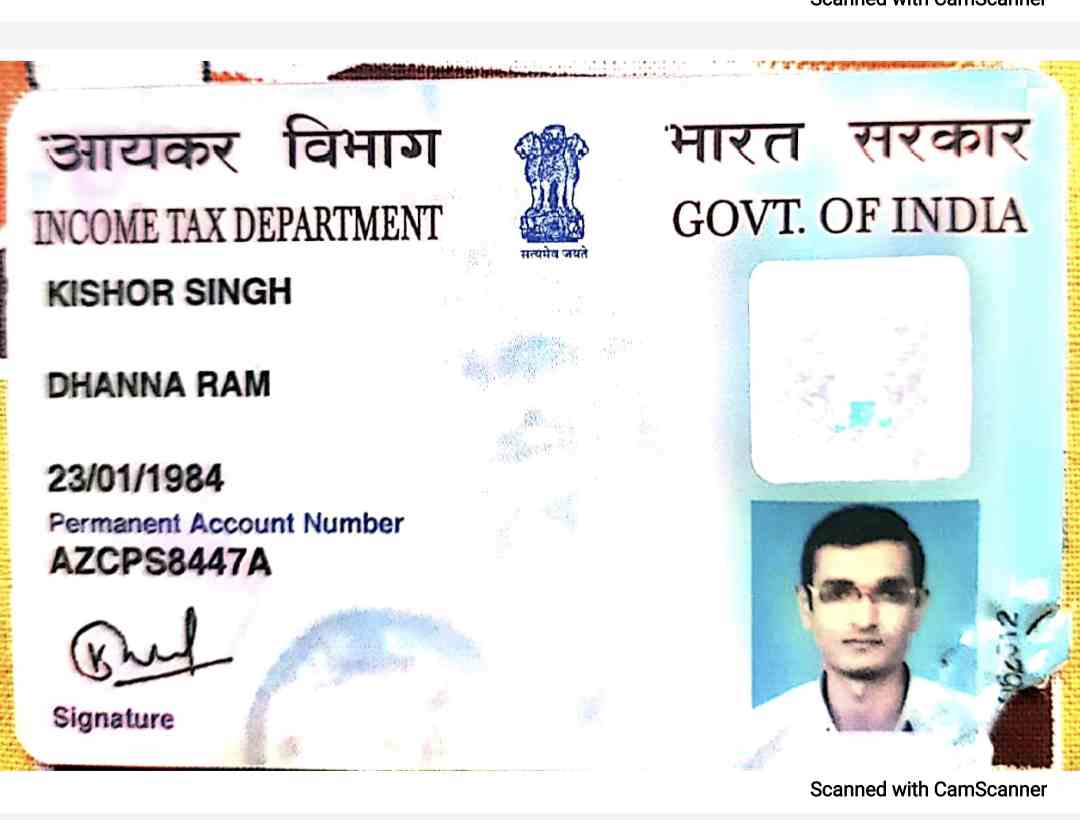 Scanned with CamScanner
आयकर विभाग
भारत सरकार
INCOME TAX DEPARTMENT
GOVT. OF INDIA
सत्यमेव जयते
KISHOR SINGH
DHANNA RAM
23/01/1984
Permanent Account Number
AZCPS8447A
Signature
Scanned with CamScanner